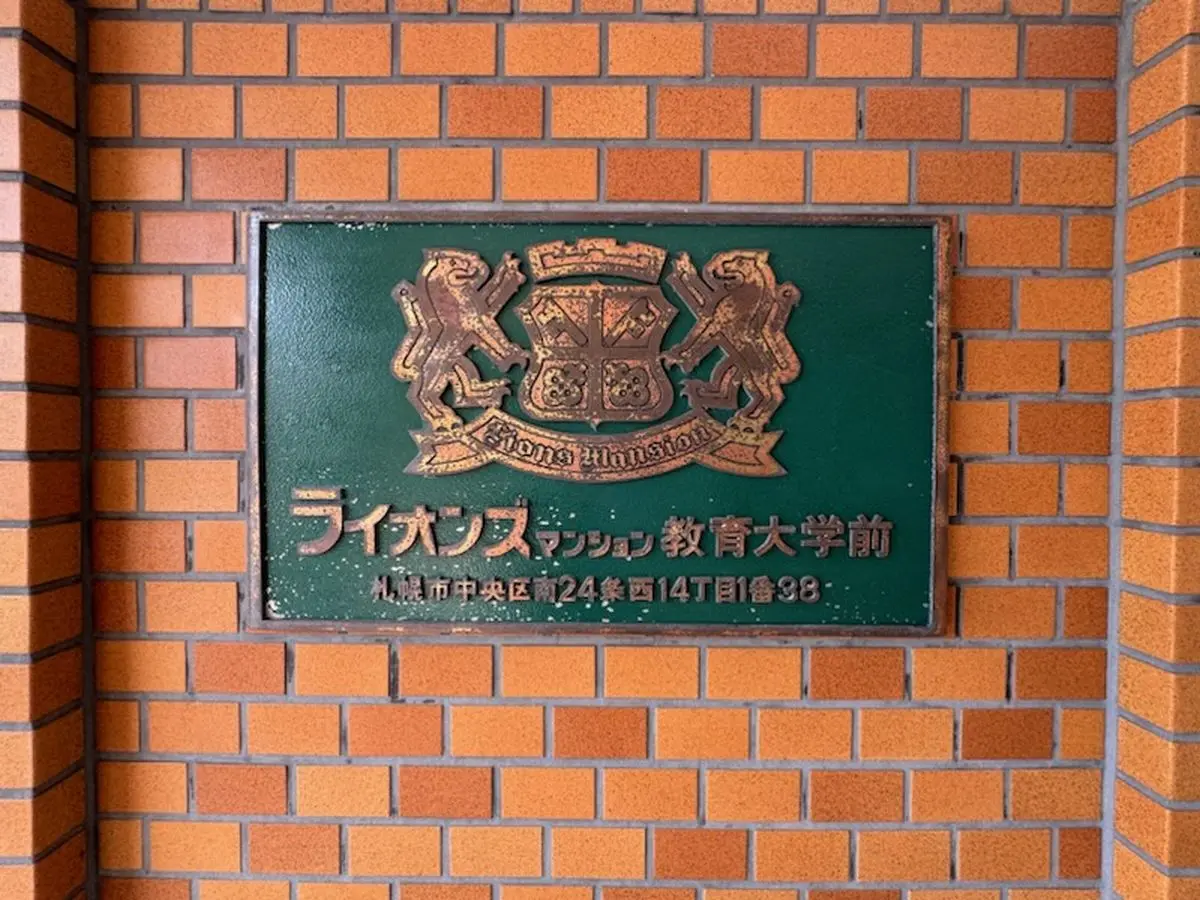 Lions Mansion
ライオンズマンション教育大学前
札幌市中央区南24条西14丁目1番38